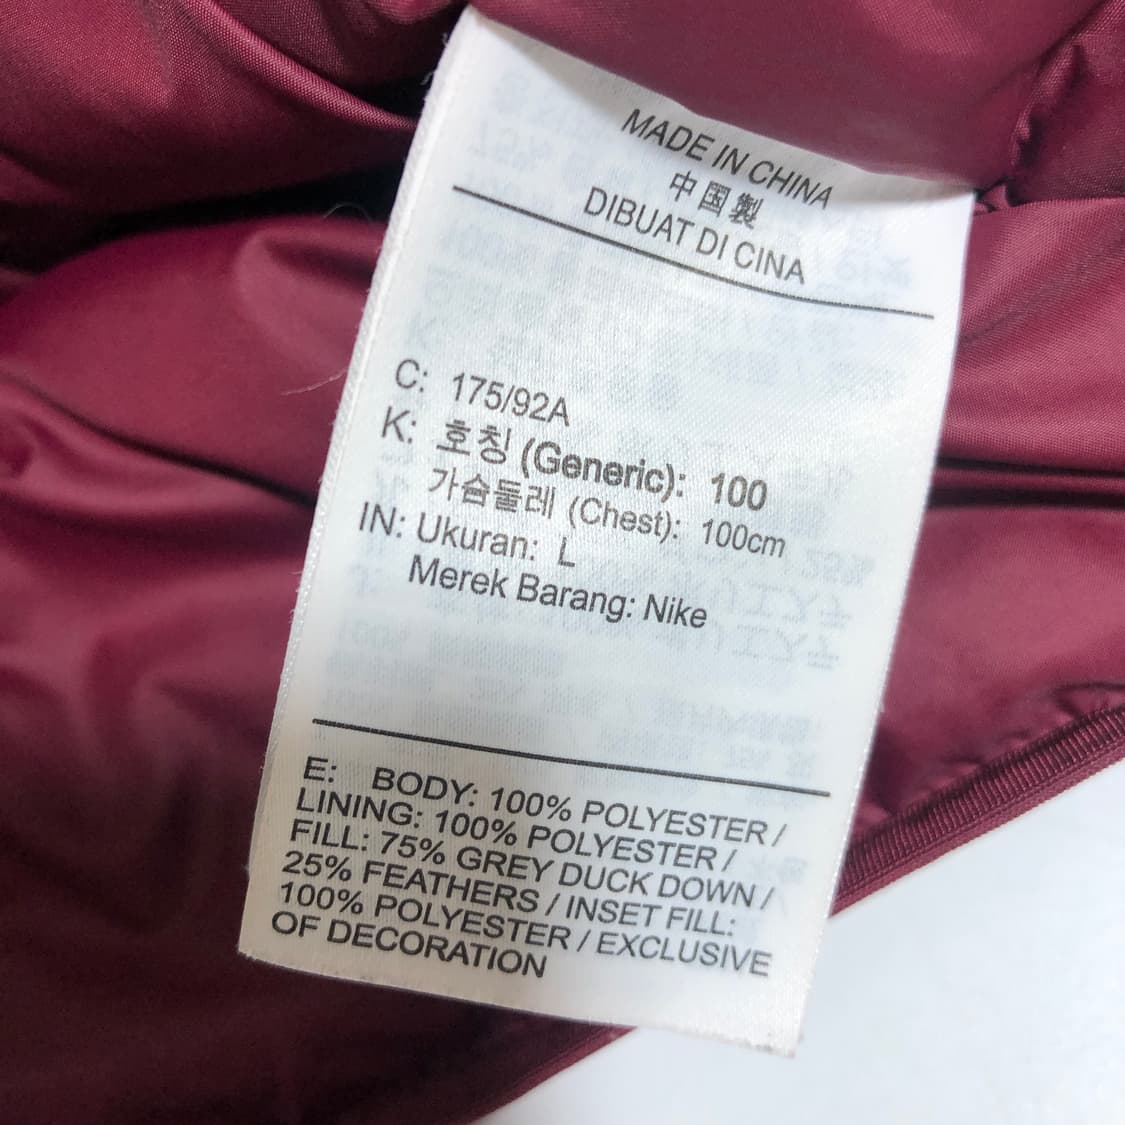 MADE IN CHINA
中国製
DIBUAT DI CINA
C: 175/92A
K: 호칭 (Generic): 100
가슴둘레 (Chest): 100cm
IN: Ukuran: L
Merek Barang: Nike
E: BODY: 100% POLYESTER /
LINING: 100% POLYESTER /
FILL: 75% GREY DUCK DOWN /
25% FEATHERS / INSET FILL:
100% POLYESTER / EXCLUSIVE
OF DECORATION